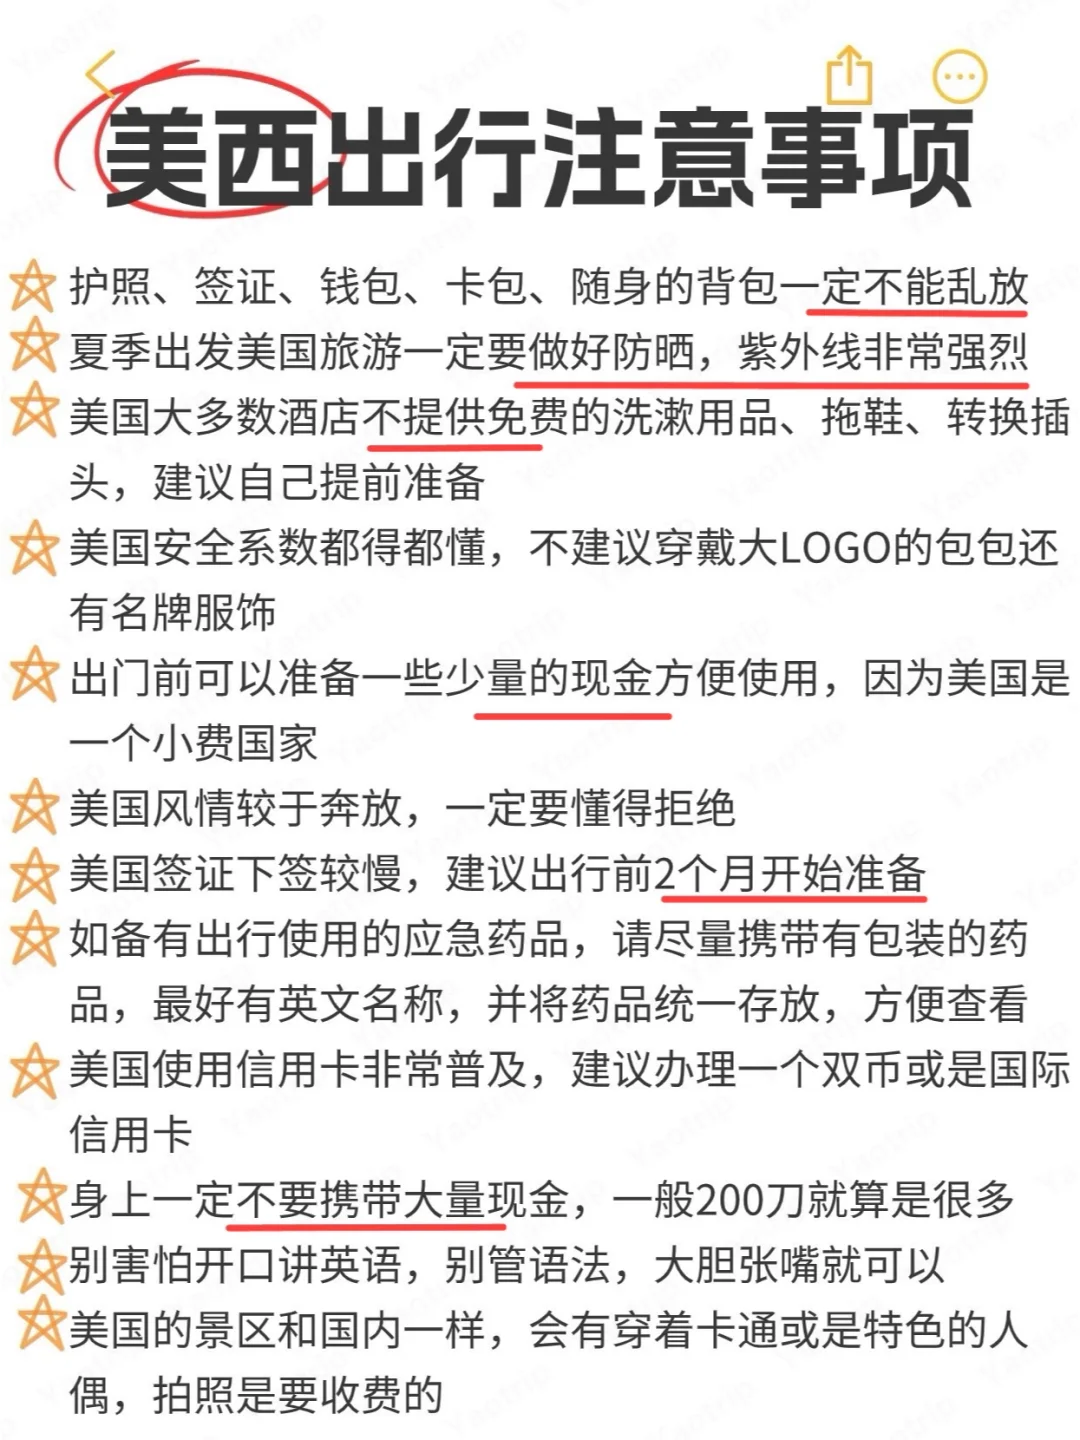 美西出行注意事项
护照、签证、钱包、卡包、随身的背包一定不能乱放
夏季出发美国旅游一定要做好防晒，紫外线非常强烈
美国大多数酒店不提供免费的洗漱用品、拖鞋、转换插
头，建议自己提前准备
美国安全系数都得都懂，不建议穿戴大LOGO的包包还
有名牌服饰
出门前可以准备一些少量的现金方便使用，因为美国是
一个小费国家
美国风情较于奔放，一定要懂得拒绝
美国签证下签较慢，建议出行前2个月开始准备
如备有出行使用的应急药品，请尽量携带有包装的药
品，最好有英文名称，并将药品统一存放，方便查看
美国使用信用卡非常普及，建议办理一个双币或是国际
信用卡
身上一定不要携带大量现金，一般200刀就算是很多
别害怕开口讲英语，别管语法，大胆张嘴就可以
美国的景区和国内一样，会有穿着卡通或是特色的人
偶，拍照是要收费的